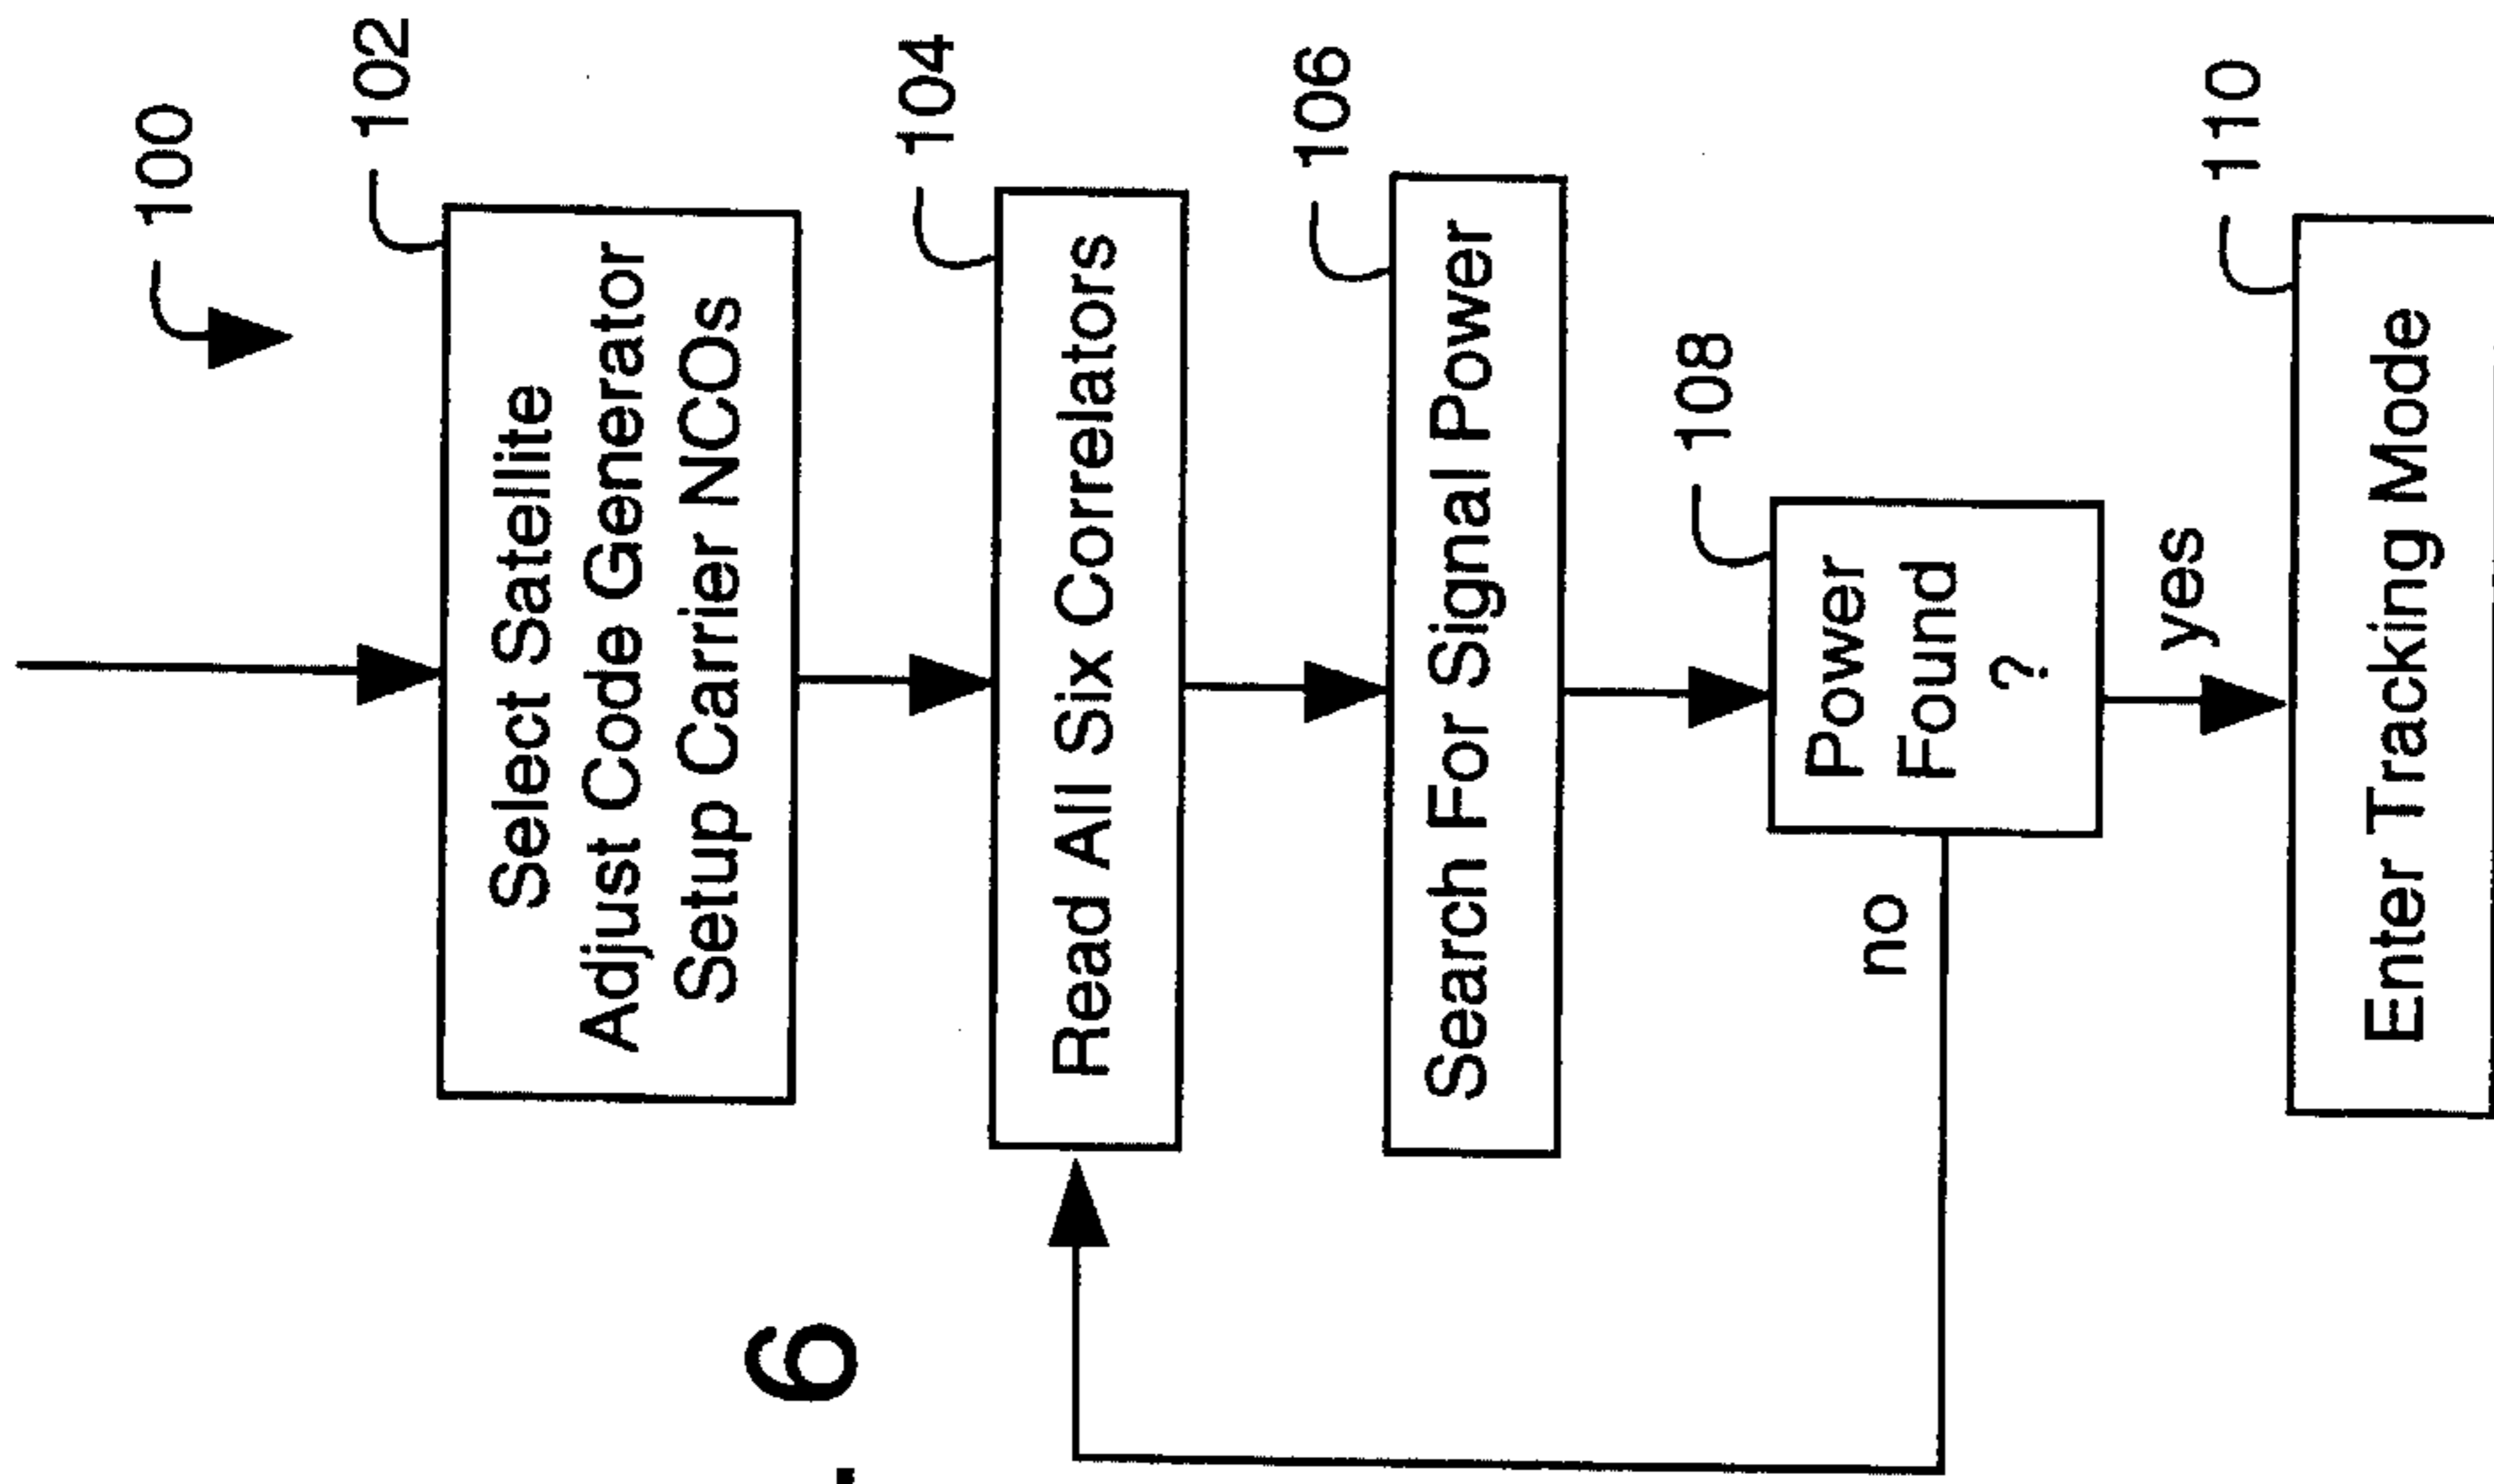 100
102
Select Satellite
Adjust Code Generator
Setup Carrier NCOs
104
Read All Six Correlators
106
Search For Signal Power
108
Power
Found
?
no
yes
110
Enter Tracking Mode
. 6